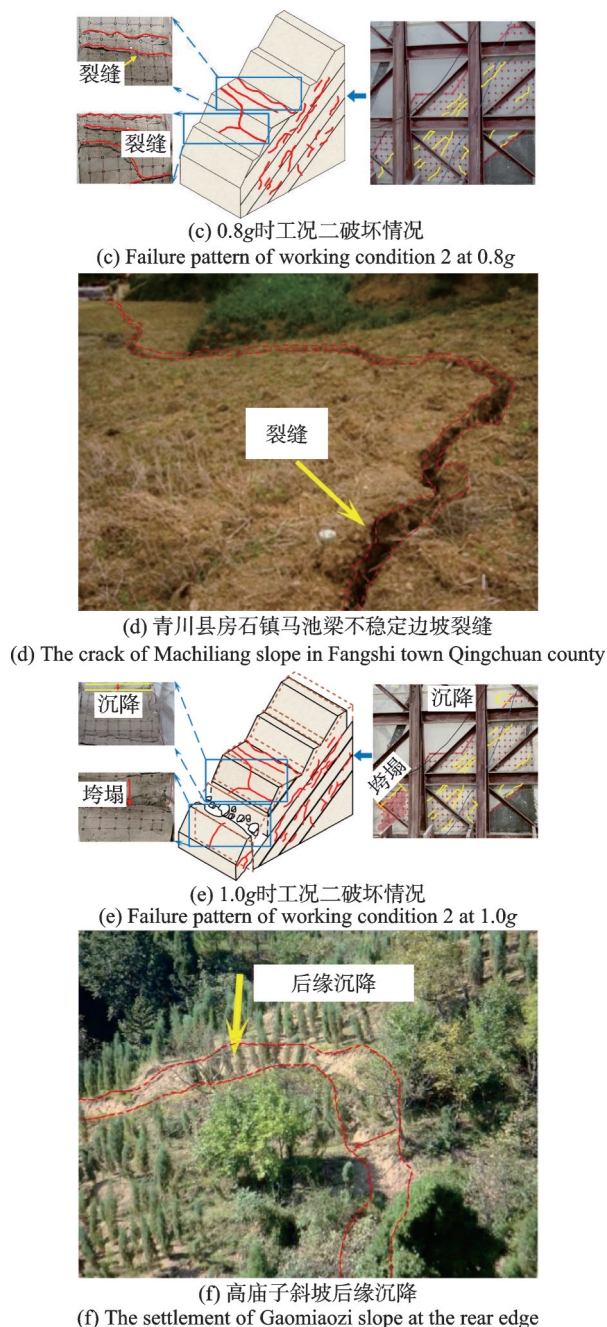 裂缝
裂缝
(c) 0.8g时工况二破坏情况
(c) Failure pattern of working condition 2 at 0.8g
裂缝
(d) 青川县房石镇马池梁不稳定边坡裂缝
(d) The crack of Machiliang slope in Fangshi town Qingchuan county
沉降
沉降
垮塌
垮塌
(e) 1.0g时工况二破坏情况
(e) Failure pattern of working condition 2 at 1.0g
后缘沉降
(f) 高庙子斜坡后缘沉降
(f) The settlement of Gaomiaozi slope at the rear edge